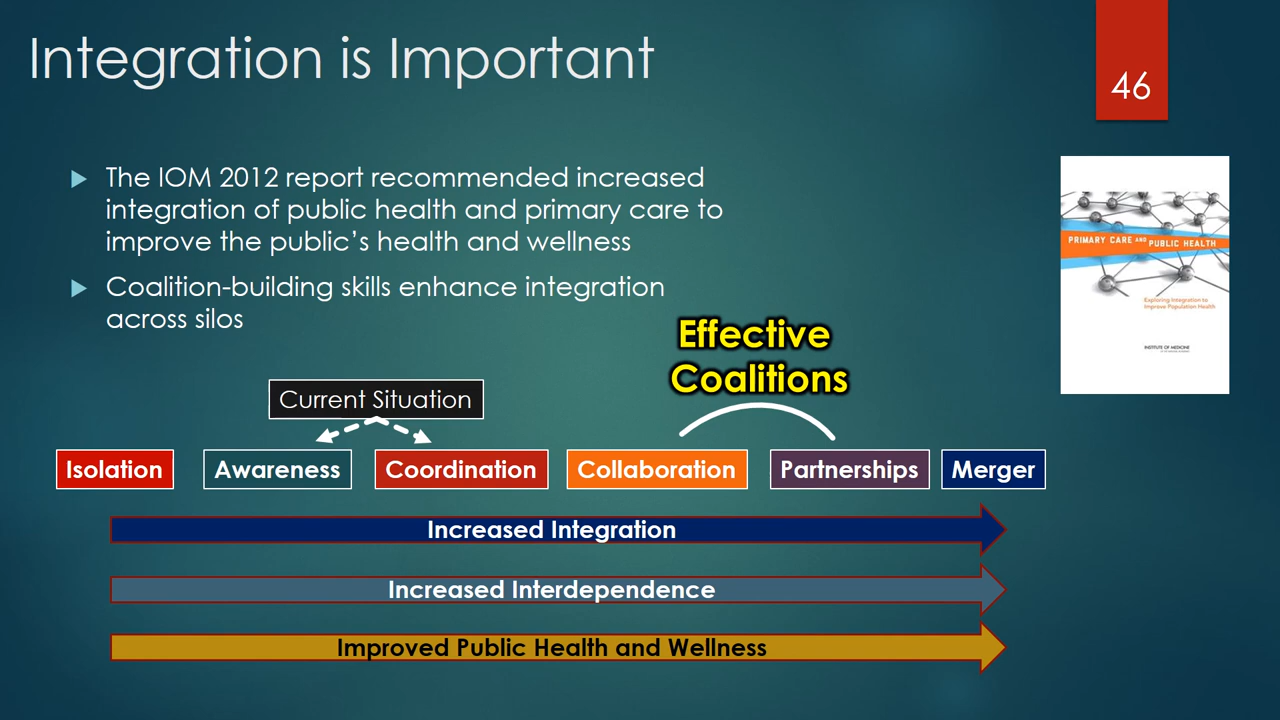 Integration is Important
46
The IOM 2012 report recommended increased
integration of public health and primary care to
improve the public's health and wellness
Coalition-building skills enhance integration
across silos
PRIMARY CARE AND PUBLIC HEALTH
Exploring Integration to
Improve Population Health
INSTITUTE OF MEDICINE
Effective
Coalitions
Current Situation
Isolation
Awareness
Coordination
Collaboration
Partnerships
Merger
Increased Integration
Increased Interdependence
Improved Public Health and Wellness